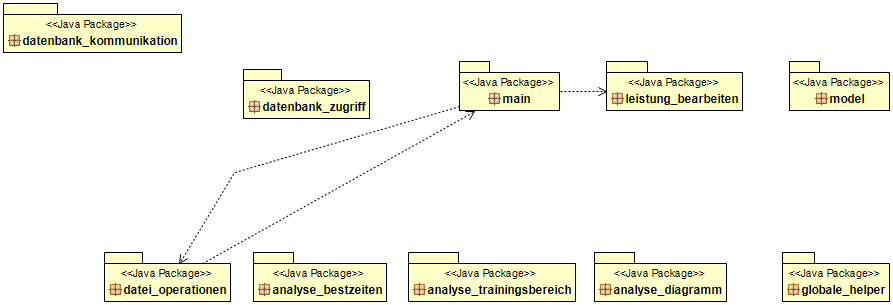 <<Java Package>>
datenbank_kommunikation
<<Java Package>>
datenbank_zugriff
<<Java Package>>
main
<<Java Package>>
leistung_bearbeiten
<<Java Package>>
model
<<Java Package>>
datei_operationen
<<Java Package>>
analyse_bestzeiten
<<Java Package>>
analyse_trainingsbereich
<<Java Package>>
analyse_diagramm
<<Java Package>>
globale_helper